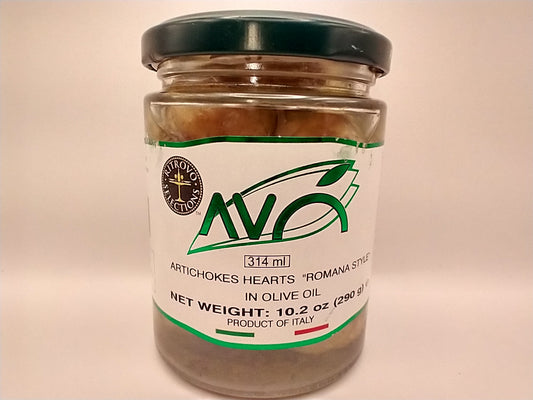 RITROVO SELECTIONS
TM
AVO
314 ml
ARTICHOKES HEARTS "ROMANA STYLE"
IN OLIVE OIL
NET WEIGHT: 10.2 oz (290 g) e
PRODUCT OF ITALY